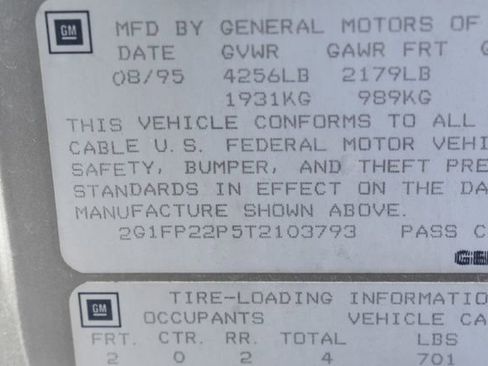 GM
MFD BY GENERAL MOTORS OF
DATE GVWR GAWR FRT
08/95 4256LB 2179LB
1931KG 989KG
THIS VEHICLE CONFORMS TO ALL
CABLE U.S. FEDERAL MOTOR VEHI
SAFETY, BUMPER, AND THEFT PRE
STANDARDS IN EFFECT ON THE DA
MANUFACTURE SHOWN ABOVE.
2G1FP22P5T2103793 PASS C
GM
TIRE-LOADING INFORMATIO
OCCUPANTS VEHICLE CA
FRT. CTR. RR. TOTAL LBS
2 0 2 4 701